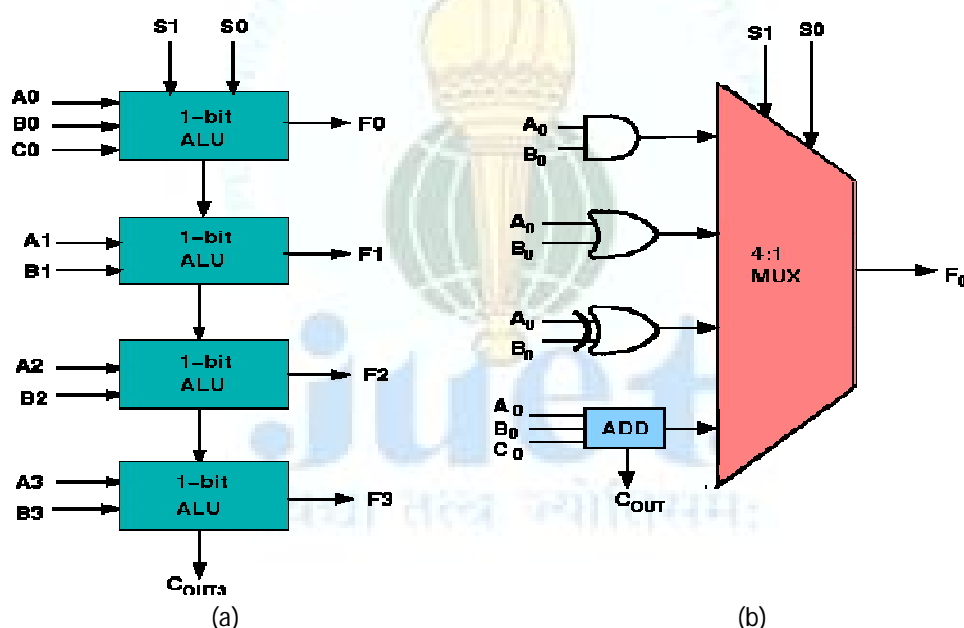 S1 S0
A0
B0
C0
1-bit
ALU
F0
A1
B1
1-bit
ALU
F1
A2
B2
1-bit
ALU
F2
A3
B3
1-bit
ALU
F3
COUT3
(a)
S1 S0
A0
B0
A0
B0
A0
B0
A0
B0
C0
ADD
COUT
4:1
MUX
F0
(b)
juet